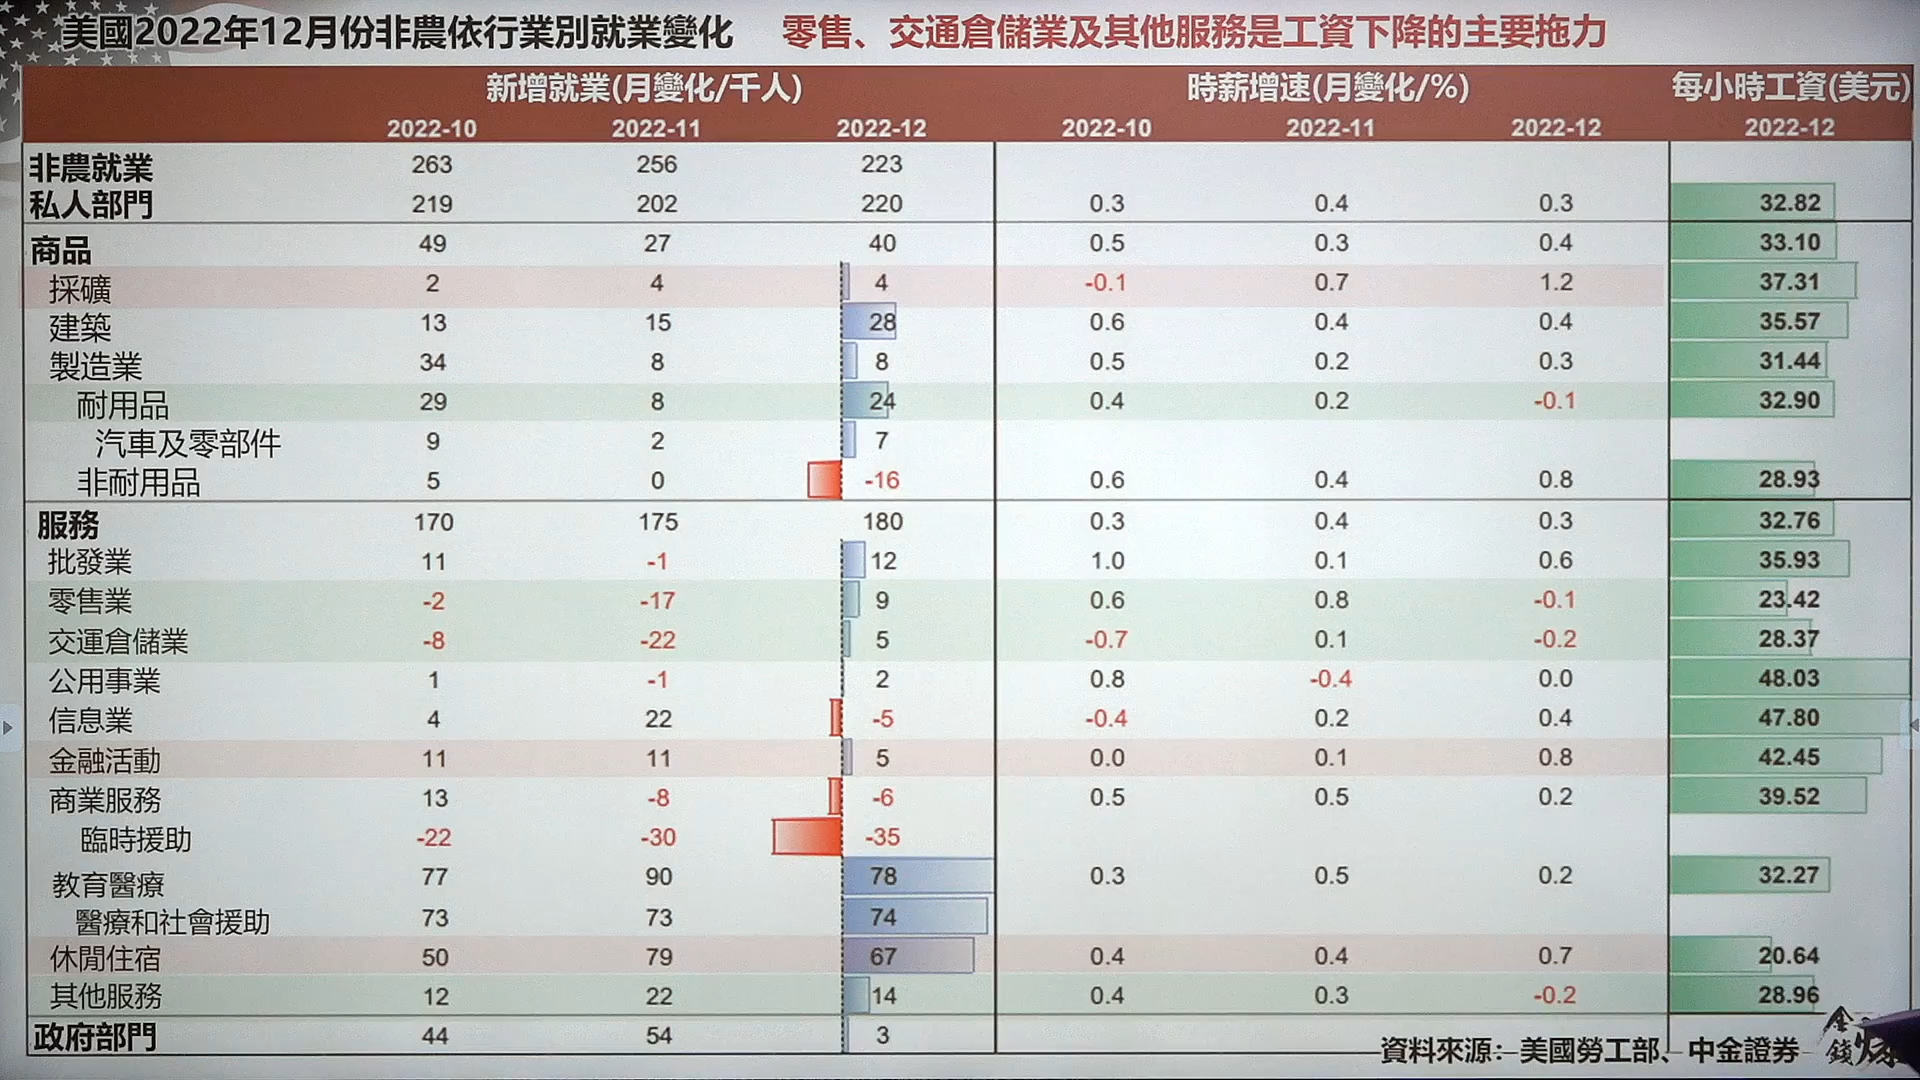 美國2022年12月份非農依行業別就業變化 零售、交通倉儲業及其他服務是工資下降的主要拖力
新增就業(月變化/千人) 時薪增速(月變化/%) 每小時工資(美元)
2022-10 2022-11 2022-12 2022-10 2022-11 2022-12 2022-12
非農就業 263 256 223
私人部門 219 202 220 0.3 0.4 0.3 32.82
商品 49 27 40 0.5 0.3 0.4 33.10
採礦 2 4 4 -0.1 0.7 1.2 37.31
建築 13 15 28 0.6 0.4 0.4 35.57
製造業 34 8 8 0.5 0.2 0.3 31.44
耐用品 29 8 24 0.4 0.2 -0.1 32.90
汽車及零部件 9 2 7
非耐用品 5 0 -16 0.6 0.4 0.8 28.93
服務 170 175 180 0.3 0.4 0.3 32.76
批發業 11 -1 12 1.0 0.1 0.6 35.93
零售業 -2 -17 9 0.6 0.8 -0.1 23.42
交運倉儲業 -8 -22 5 -0.7 0.1 -0.2 28.37
公用事業 1 -1 2 0.8 -0.4 0.0 48.03
信息業 4 22 -5 -0.4 0.2 0.4 47.80
金融活動 11 11 5 0.0 0.1 0.8 42.45
商業服務 13 -8 -6 0.5 0.5 0.2 39.52
臨時援助 -22 -30 -35
教育醫療 77 90 78 0.3 0.5 0.2 32.27
醫療和社會援助 73 73 74
休閒住宿 50 79 67 0.4 0.4 0.7 20.64
其他服務 12 22 14 0.4 0.3 -0.2 28.96
政府部門 44 54 3
資料來源:美國勞工部、中金證券